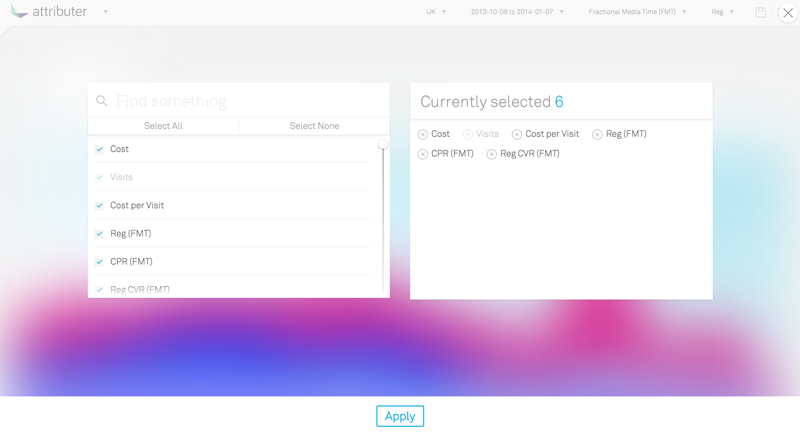 attributer
UK
2013-10-08 to 2014-01-07
Fractional Media Time (FMT)
Reg
Find something
Select All
Select None
Cost
Visits
Cost per Visit
Reg (FMT)
CPR (FMT)
Reg CVR (FMT)
Currently selected 6
Cost Visits Cost per Visit Reg (FMT)
CPR (FMT) Reg CVR (FMT)
Apply